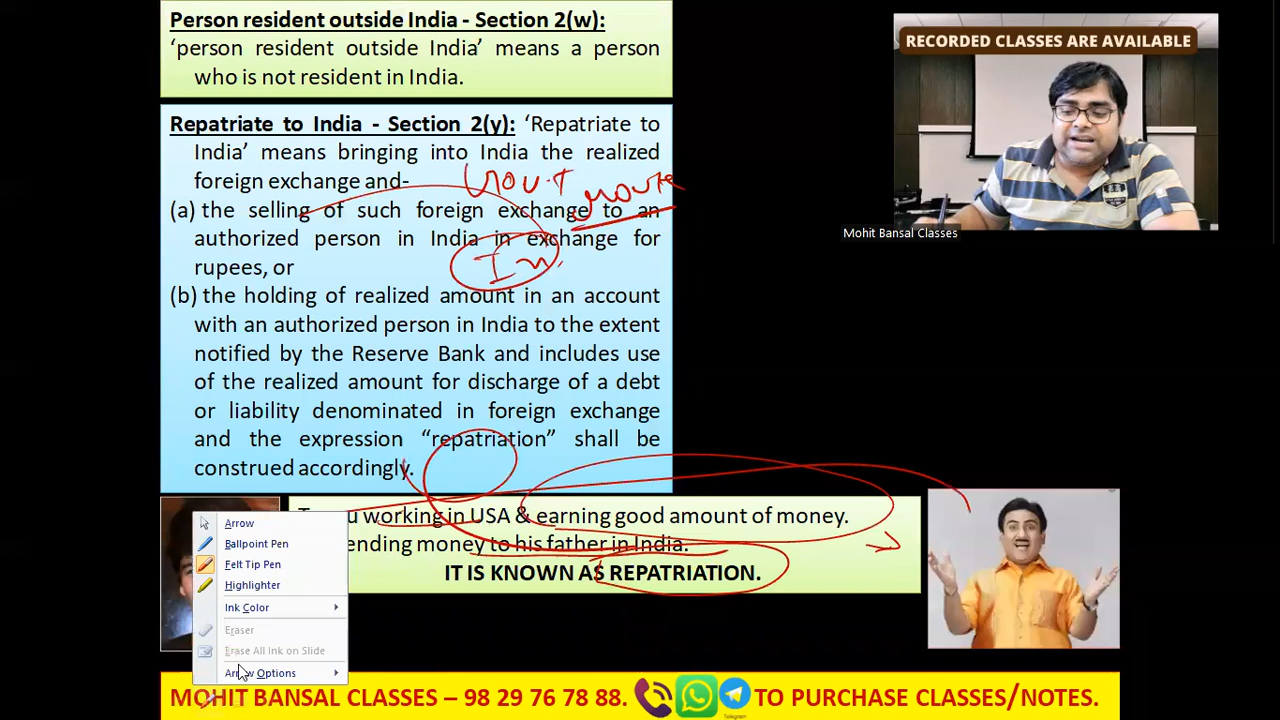 Person resident outside India - Section 2(w):
‘person resident outside India’ means a person
who is not resident in India.
RECORDED CLASSES ARE AVAILABLE
Mohit Bansal Classes
Repatriate to India - Section 2(y): ‘Repatriate to
India’ means bringing into India the realized
foreign exchange and-
Gov.t
route
(a) the selling of such foreign exchange to an
authorized person in India in exchange for
rupees, or
(b) the holding of realized amount in an account
with an authorized person in India to the extent
notified by the Reserve Bank and includes use
of the realized amount for discharge of a debt
or liability denominated in foreign exchange
and the expression “repatriation” shall be
construed accordingly.
working in USA & earning good amount of money.
ending money to his father in India.
IT IS KNOWN AS REPATRIATION.
Arrow
Ballpoint Pen
Felt Tip Pen
Highlighter
Ink Color
Eraser
Erase All Ink on Slide
Arrow Options
MOHIT BANSAL CLASSES – 98 29 76 78 88. TO PURCHASE CLASSES/NOTES.
Telegram